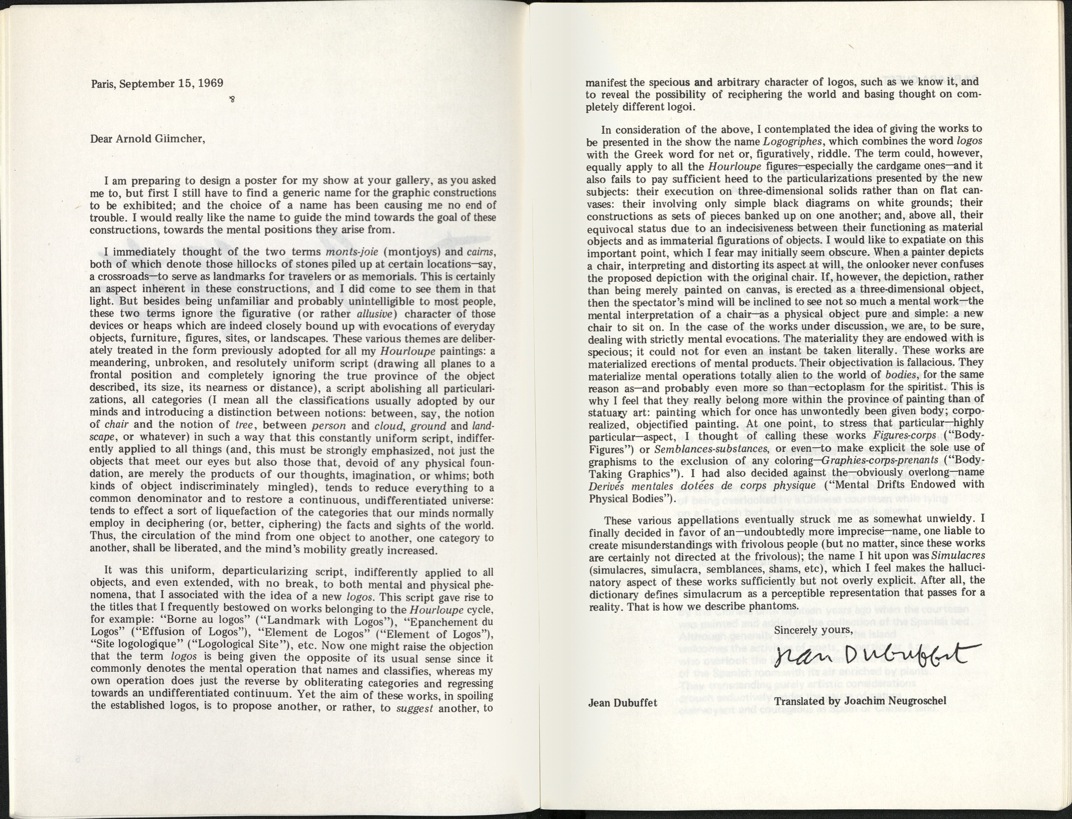 Paris, September 15, 1969
Dear Arnold Glimcher,
I am preparing to design a poster for my show at your gallery, as you asked
me to, but first I still have to find a generic name for the graphic constructions
to be exhibited; and the choice of a name has been causing me no end of
trouble. I would really like the name to guide the mind towards the goal of these
constructions, towards the mental positions they arise from.
I immediately thought of the two terms monts-joie (montjoys) and cairns,
both of which denote those hillocks of stones piled up at certain locations—say,
a crossroads—to serve as landmarks for travelers or as memorials. This is certainly
an aspect inherent in these constructions, and I did come to see them in that
light. But besides being unfamiliar and probably unintelligible to most people,
these two terms ignore the figurative (or rather allusive) character of those
devices or heaps which are indeed closely bound up with evocations of everyday
objects, furniture, figures, sites, or landscapes. These various themes are deliber-
ately treated in the form previously adopted for all my Hourloupe paintings: a
meandering, unbroken, and resolutely uniform script (drawing all planes to a
frontal position and completely ignoring the true province of the object
described, its size, its nearness or distance), a script abolishing all particulari-
zations, all categories (I mean all the classifications usually adopted by our
minds and introducing a distinction between notions: between, say, the notion
of chair and the notion of tree, between person and cloud, ground and land-
scape, or whatever) in such a way that this constantly uniform script, indiffer-
ently applied to all things (and, this must be strongly emphasized, not just the
objects that meet our eyes but also those that, devoid of any physical foun-
dation, are merely the products of our thoughts, imagination, or whims; both
kinds of object indiscriminately mingled), tends to reduce everything to a
common denominator and to restore a continuous, undifferentiated universe:
tends to effect a sort of liquefaction of the categories that our minds normally
employ in deciphering (or, better, ciphering) the facts and sights of the world.
Thus, the circulation of the mind from one object to another, one category to
another, shall be liberated, and the mind's mobility greatly increased.
It was this uniform, departicularizing script, indifferently applied to all
objects, and even extended, with no break, to both mental and physical phe-
nomena, that I associated with the idea of a new logos. This script gave rise to
the titles that I frequently bestowed on works belonging to the Hourloupe cycle,
for example: "Borne au logos" ("Landmark with Logos"), "Epanchement du
Logos" ("Effusion of Logos"), "Element de Logos" ("Element of Logos"),
"Site logologique" ("Logological Site"), etc. Now one might raise the objection
that the term logos is being given the opposite of its usual sense since it
commonly denotes the mental operation that names and classifies, whereas my
own operation does just the reverse by obliterating categories and regressing
towards an undifferentiated continuum. Yet the aim of these works, in spoiling
the established logos, is to propose another, or rather, to suggest another, to
manifest the specious and arbitrary character of logos, such as we know it, and
to reveal the possibility of reciphering the world and basing thought on com-
pletely different logoi.
In consideration of the above, I contemplated the idea of giving the works to
be presented in the show the name Logogriphes, which combines the word logos
with the Greek word for net or, figuratively, riddle. The term could, however,
equally apply to all the Hourloupe figures—especially the cardgame ones—and it
also fails to pay sufficient heed to the particularizations presented by the new
subjects: their execution on three-dimensional solids rather than on flat can-
vases: their involving only simple black diagrams on white grounds; their
constructions as sets of pieces banked up on one another; and, above all, their
equivocal status due to an indecisiveness between their functioning as material
objects and as immaterial figurations of objects. I would like to expatiate on this
important point, which I fear may initially seem obscure. When a painter depicts
a chair, interpreting and distorting its aspect at will, the onlooker never confuses
the proposed depiction with the original chair. If, however, the depiction, rather
than being merely painted on canvas, is erected as a three-dimensional object,
then the spectator's mind will be inclined to see not so much a mental work—the
mental interpretation of a chair—as a physical object pure and simple: a new
chair to sit on. In the case of the works under discussion, we are, to be sure,
dealing with strictly mental evocations. The materiality they are endowed with is
specious; it could not for even an instant be taken literally. These works are
materialized erections of mental products. Their objectivation is fallacious. They
materialize mental operations totally alien to the world of bodies, for the same
reason as—and probably even more so than—ectoplasm for the spiritist. This is
why I feel that they really belong more within the province of painting than of
statuary art: painting which for once has unwontedly been given body; corpo-
realized, objectified painting. At one point, to stress that particular—highly
particular—aspect, I thought of calling these works Figures-corps ("Body-
Figures") or Semblances-substances, or even—to make explicit the sole use of
graphisms to the exclusion of any coloring—Graphies-corps-prenants ("Body-
Taking Graphics"). I had also decided against the—obviously overlong—name
Derivés mentales dotées de corps physique ("Mental Drifts Endowed with
Physical Bodies").
These various appellations eventually struck me as somewhat unwieldy. I
finally decided in favor of an—undoubtedly more imprecise—name, one liable to
create misunderstandings with frivolous people (but no matter, since these works
are certainly not directed at the frivolous); the name I hit upon was Simulacres
(simulacres, simulacra, semblances, shams, etc), which I feel makes the halluci-
natory aspect of these works sufficiently but not overly explicit. After all, the
dictionary defines simulacrum as a perceptible representation that passes for a
reality. That is how we describe phantoms.
Sincerely yours,
Jean Dubuffet
Jean Dubuffet
Translated by Joachim Neugroschel